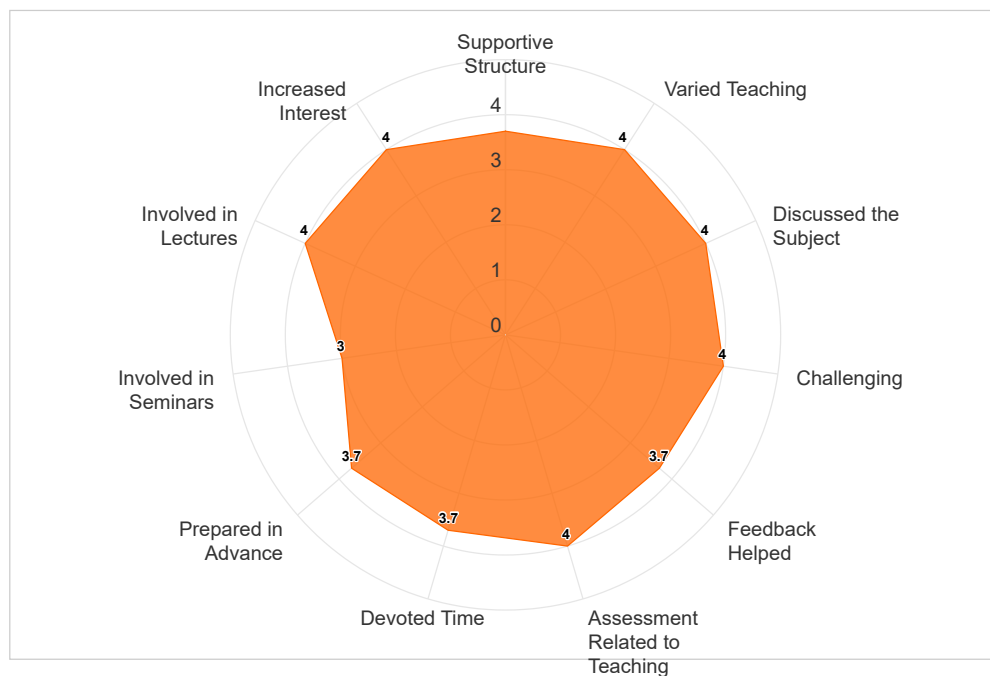 Supportive
Structure
Increased
Interest
Varied Teaching
4
4
4
3
Involved in
Lectures
4
2
4
Discussed the
Subject
1
0
Involved in
Seminars
3
4
Challenging
3.7
3.7
Prepared in
Advance
3.7
4
Feedback
Helped
Devoted Time
Assessment
Related to
Teaching